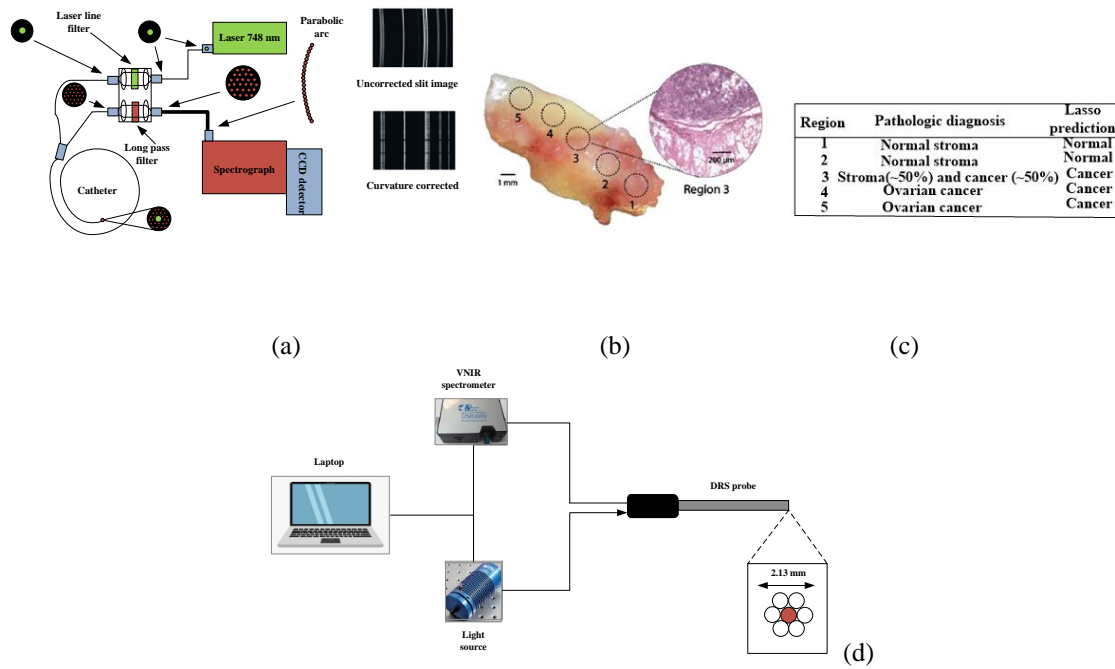 Laser line
filter
Laser 748 nm
Parabolic
arc
Long pass
filter
Spectrograph
CCD detector
Catheter
Uncorrected slit image
Curvature corrected
5
4
3
2
1
1 mm
200 µm
Region 3
Region Pathologic diagnosis Lasso prediction
1 Normal stroma Normal
2 Normal stroma Normal
3 Stroma(~50%) and cancer (~50%) Cancer
4 Ovarian cancer Cancer
5 Ovarian cancer Cancer
(a)
(b)
(c)
VNIR
spectrometer
Laptop
DRS probe
Light
source
2.13 mm
(d)